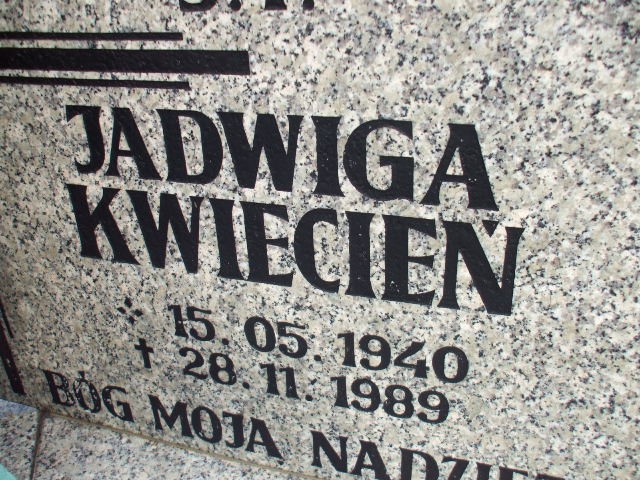 JADWIGA
KWIECIEŃ
15.05.1940
✝ 28.11.1989
BÓG MOJA